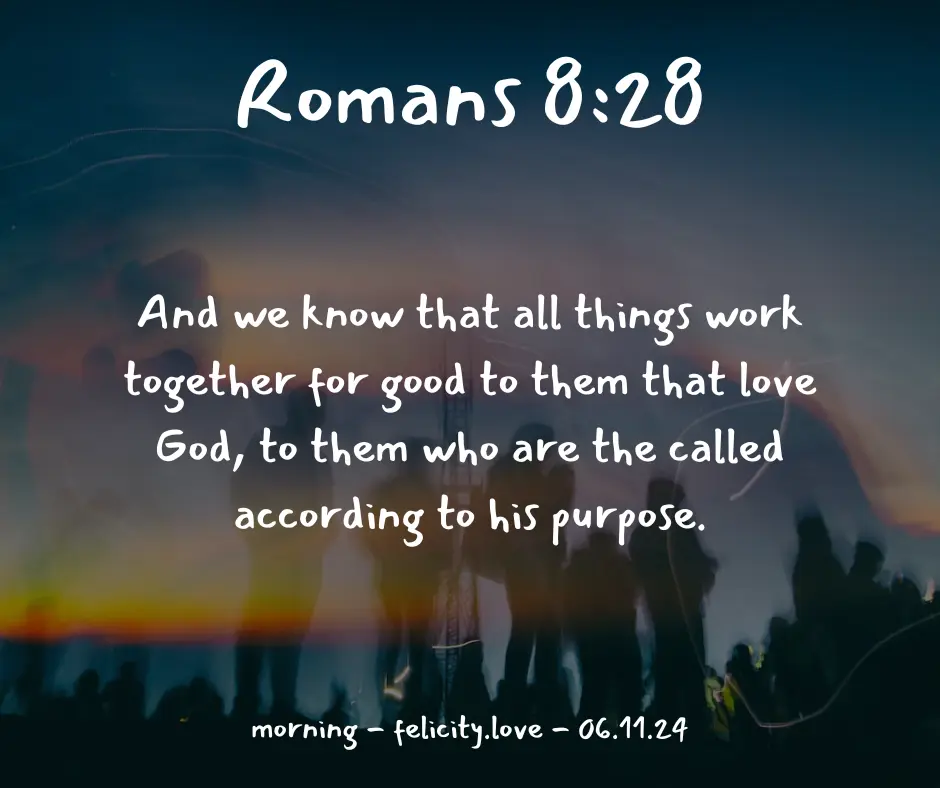 Romans 8:28
And we know that all things work
together for good to them that love
God, to them who are the called
according to his purpose.
morning – felicity.love – 06.11.24